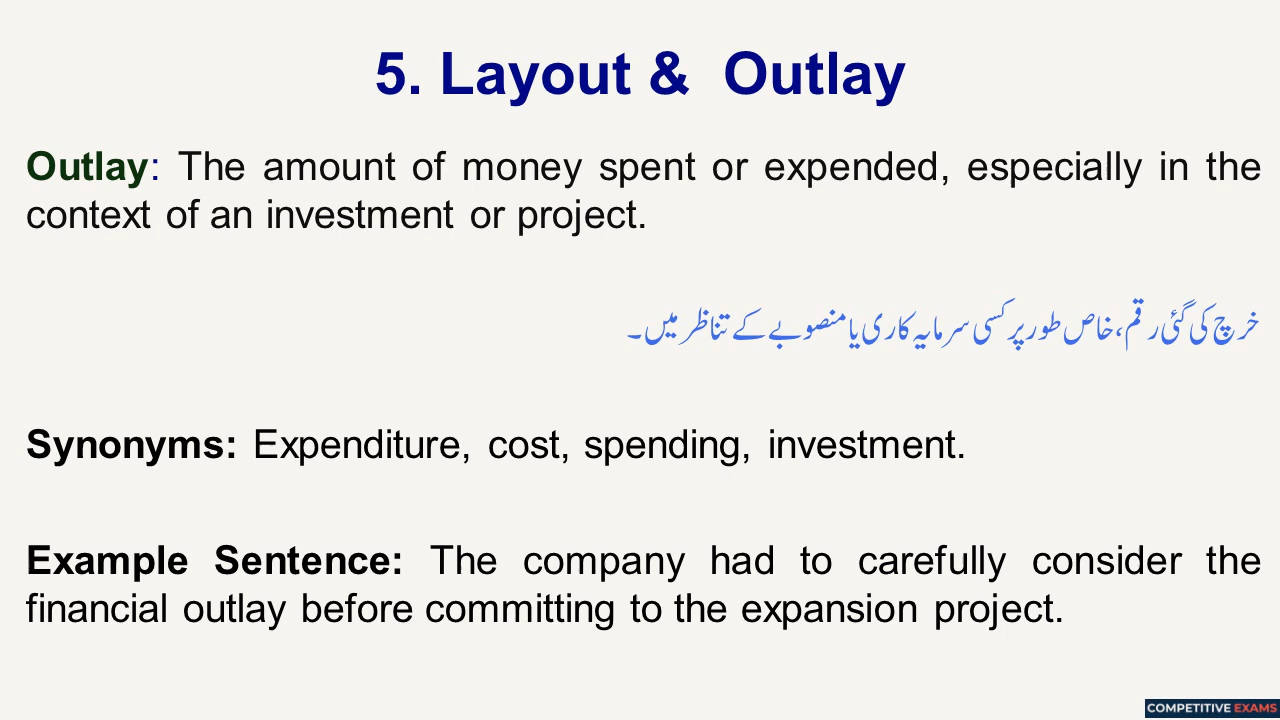 5. Layout & Outlay
Outlay: The amount of money spent or expended, especially in the
context of an investment or project.
خرچ کی گئی رقم، خاص طور پر کسی سرمایہ کاری یا منصوبے کے تناظر میں۔
Synonyms: Expenditure, cost, spending, investment.
Example Sentence: The company had to carefully consider the
financial outlay before committing to the expansion project.
COMPETITIVE EXAMS